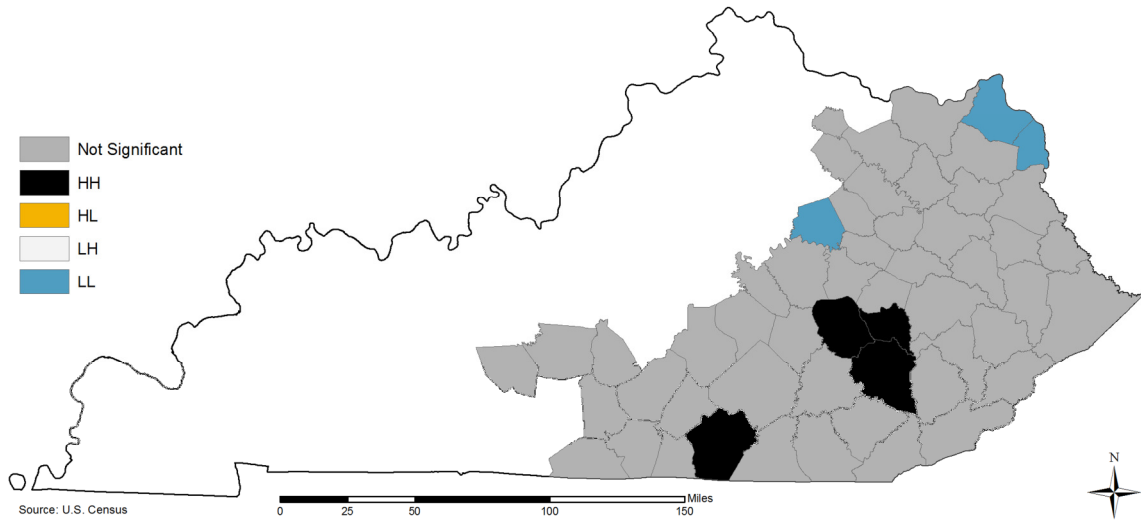 Not Significant
HH
HL
LH
LL
N
Miles
0 25 50 100 150
Source: U.S. Census